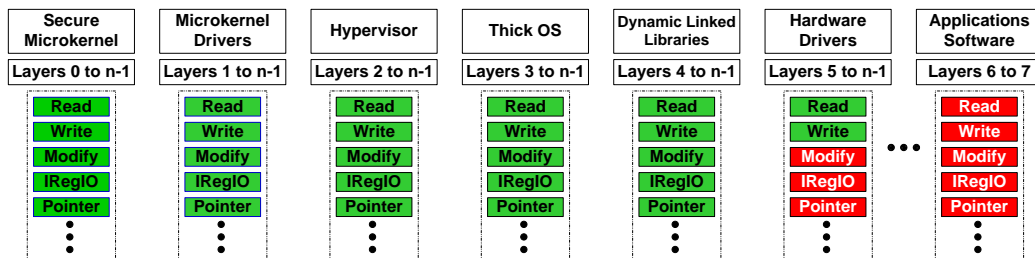 Secure
Microkernel
Microkernel
Drivers
Hypervisor
Thick OS
Dynamic Linked
Libraries
Hardware
Drivers
Applications
Software
Layers 0 to n-1
Layers 1 to n-1
Layers 2 to n-1
Layers 3 to n-1
Layers 4 to n-1
Layers 5 to n-1
Layers 6 to 7
Read
Write
Modify
IRegIO
Pointer
Read
Write
Modify
IRegIO
Pointer
Read
Write
Modify
IRegIO
Pointer
Read
Write
Modify
IRegIO
Pointer
Read
Write
Modify
IRegIO
Pointer
Read
Write
Modify
IRegIO
Pointer
Read
Write
Modify
IRegIO
Pointer